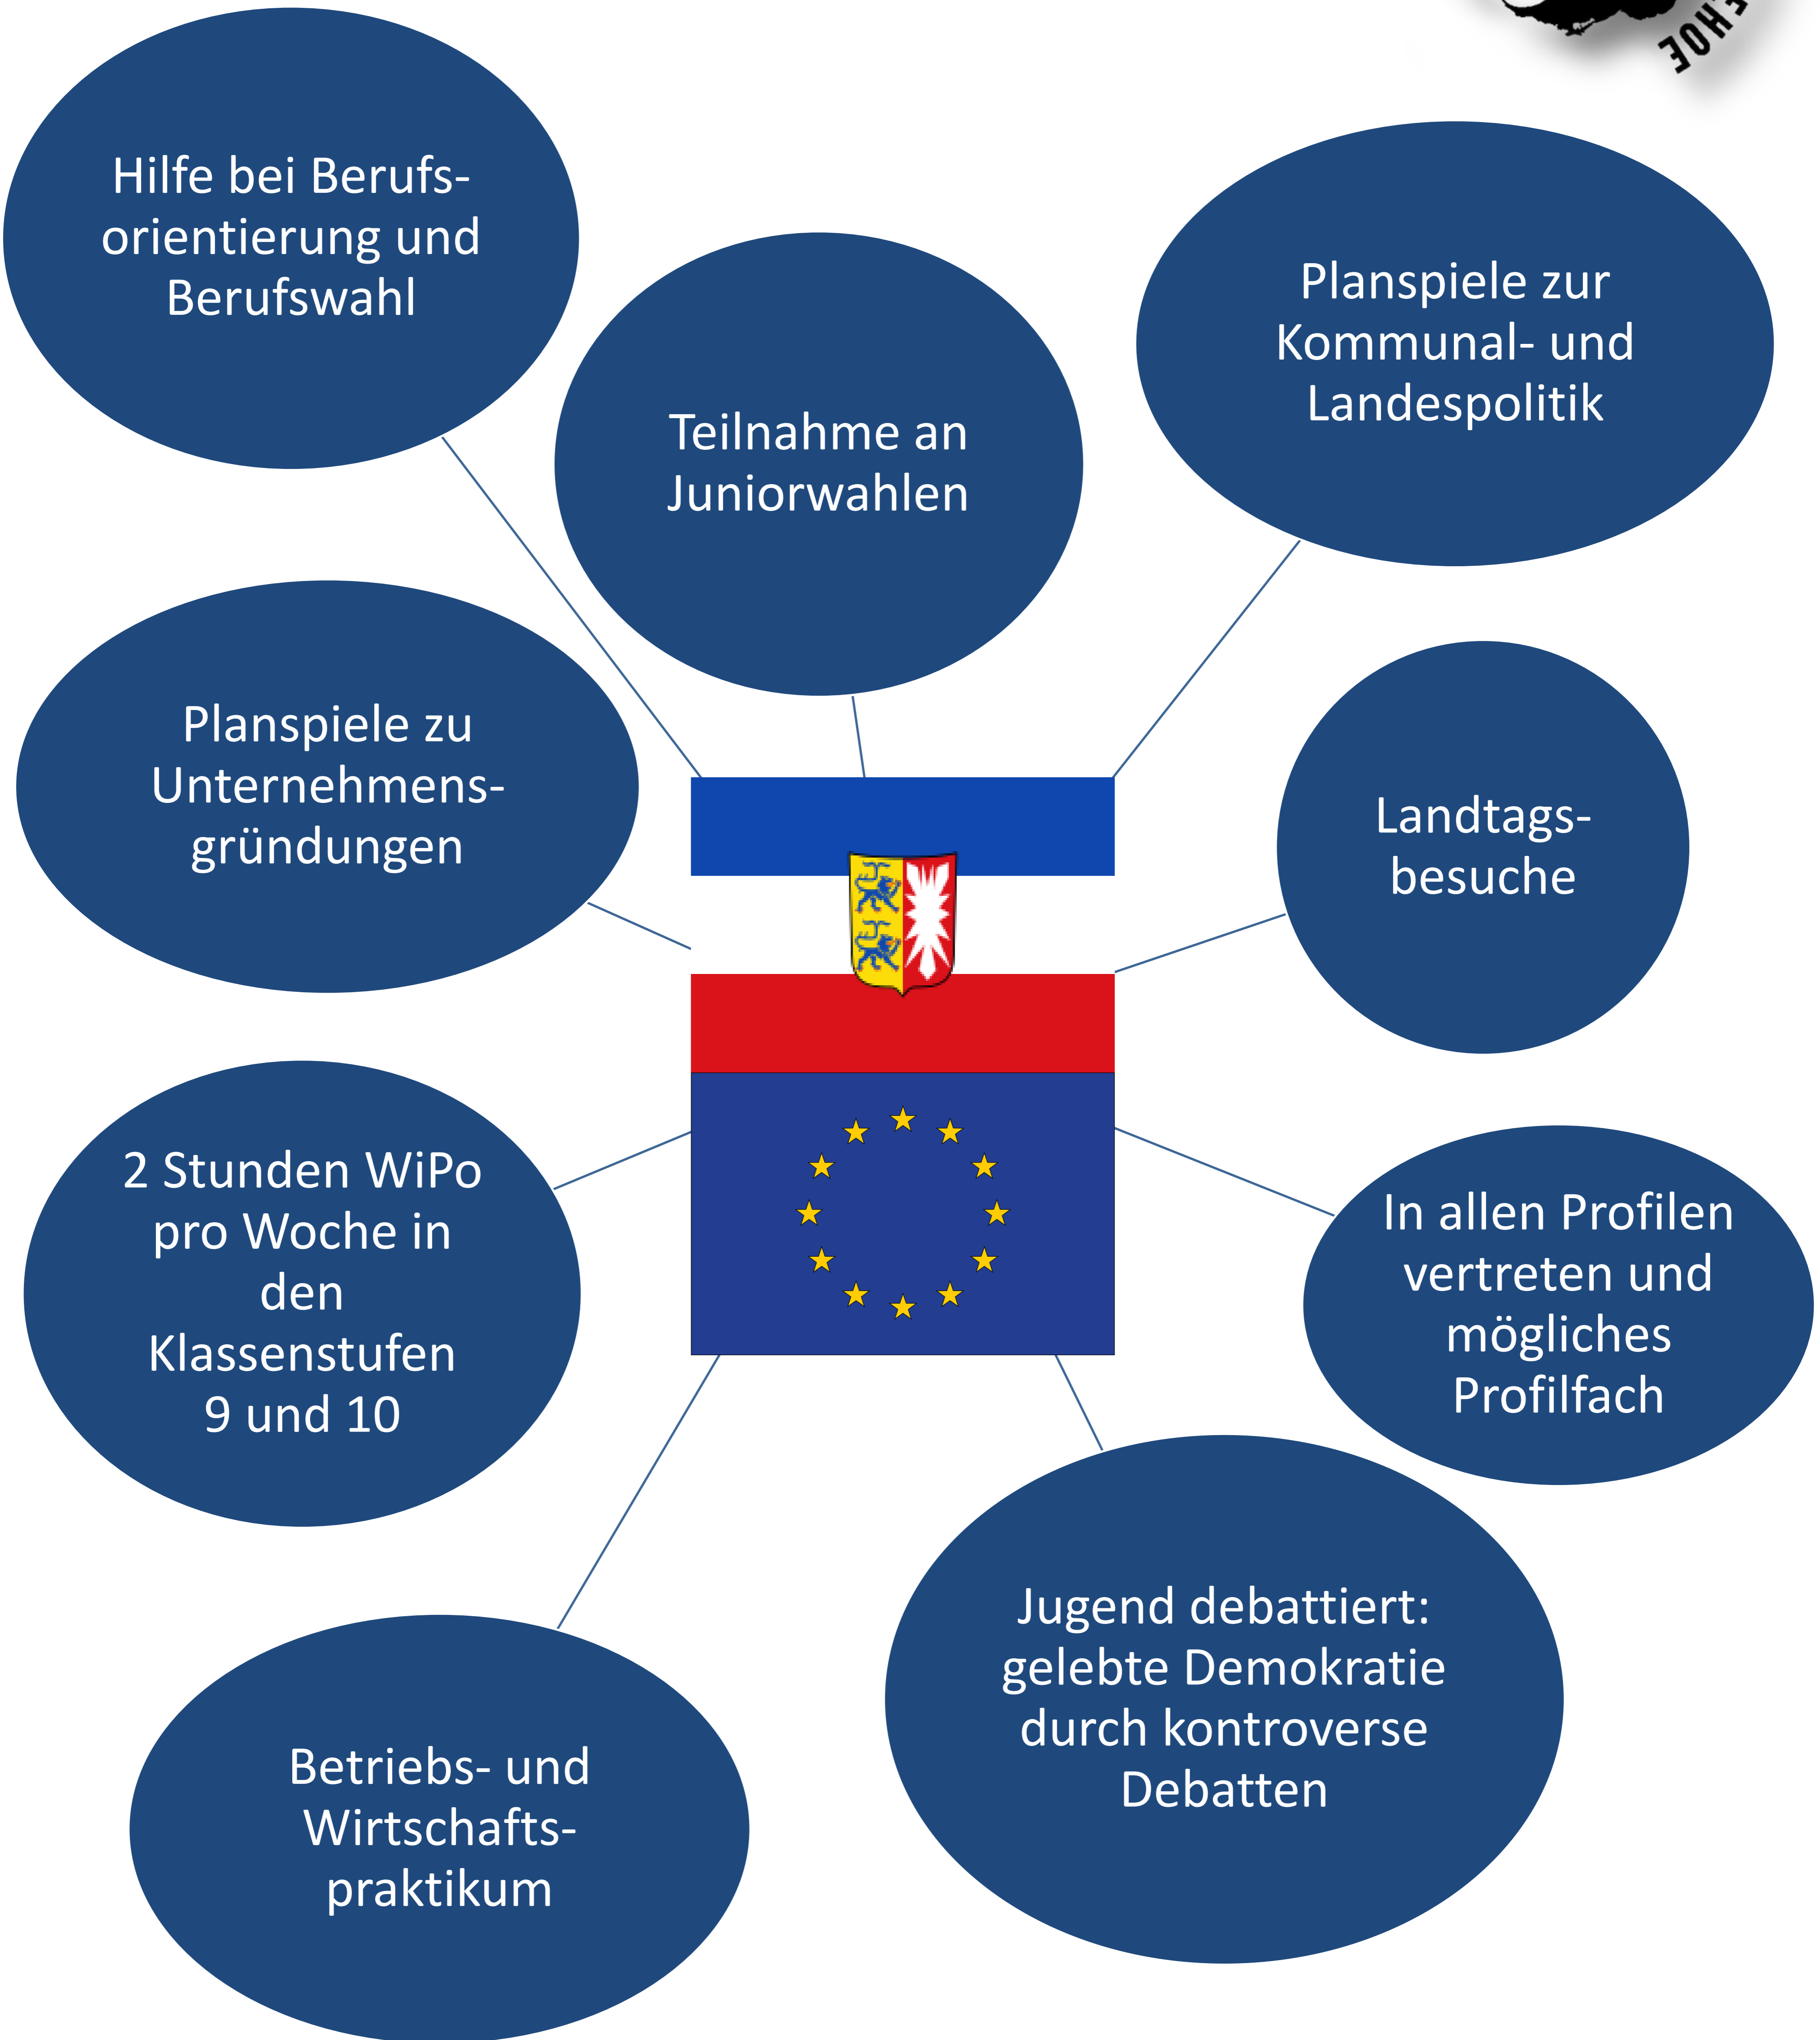 EHOE
Hilfe bei Berufs-
orientierung und
Berufswahl
Teilnahme an
Juniorwahlen
Planspiele zur
Kommunal- und
Landespolitik
Planspiele zu
Unternehmens-
gründungen
Landtags-
besuche
2 Stunden WiPo
pro Woche in
den
Klassenstufen
9 und 10
In allen Profilen
vertreten und
mögliches
Profilfach
Jugend debattiert:
gelebte Demokratie
durch kontroverse
Debatten
Betriebs- und
Wirtschafts-
praktikum